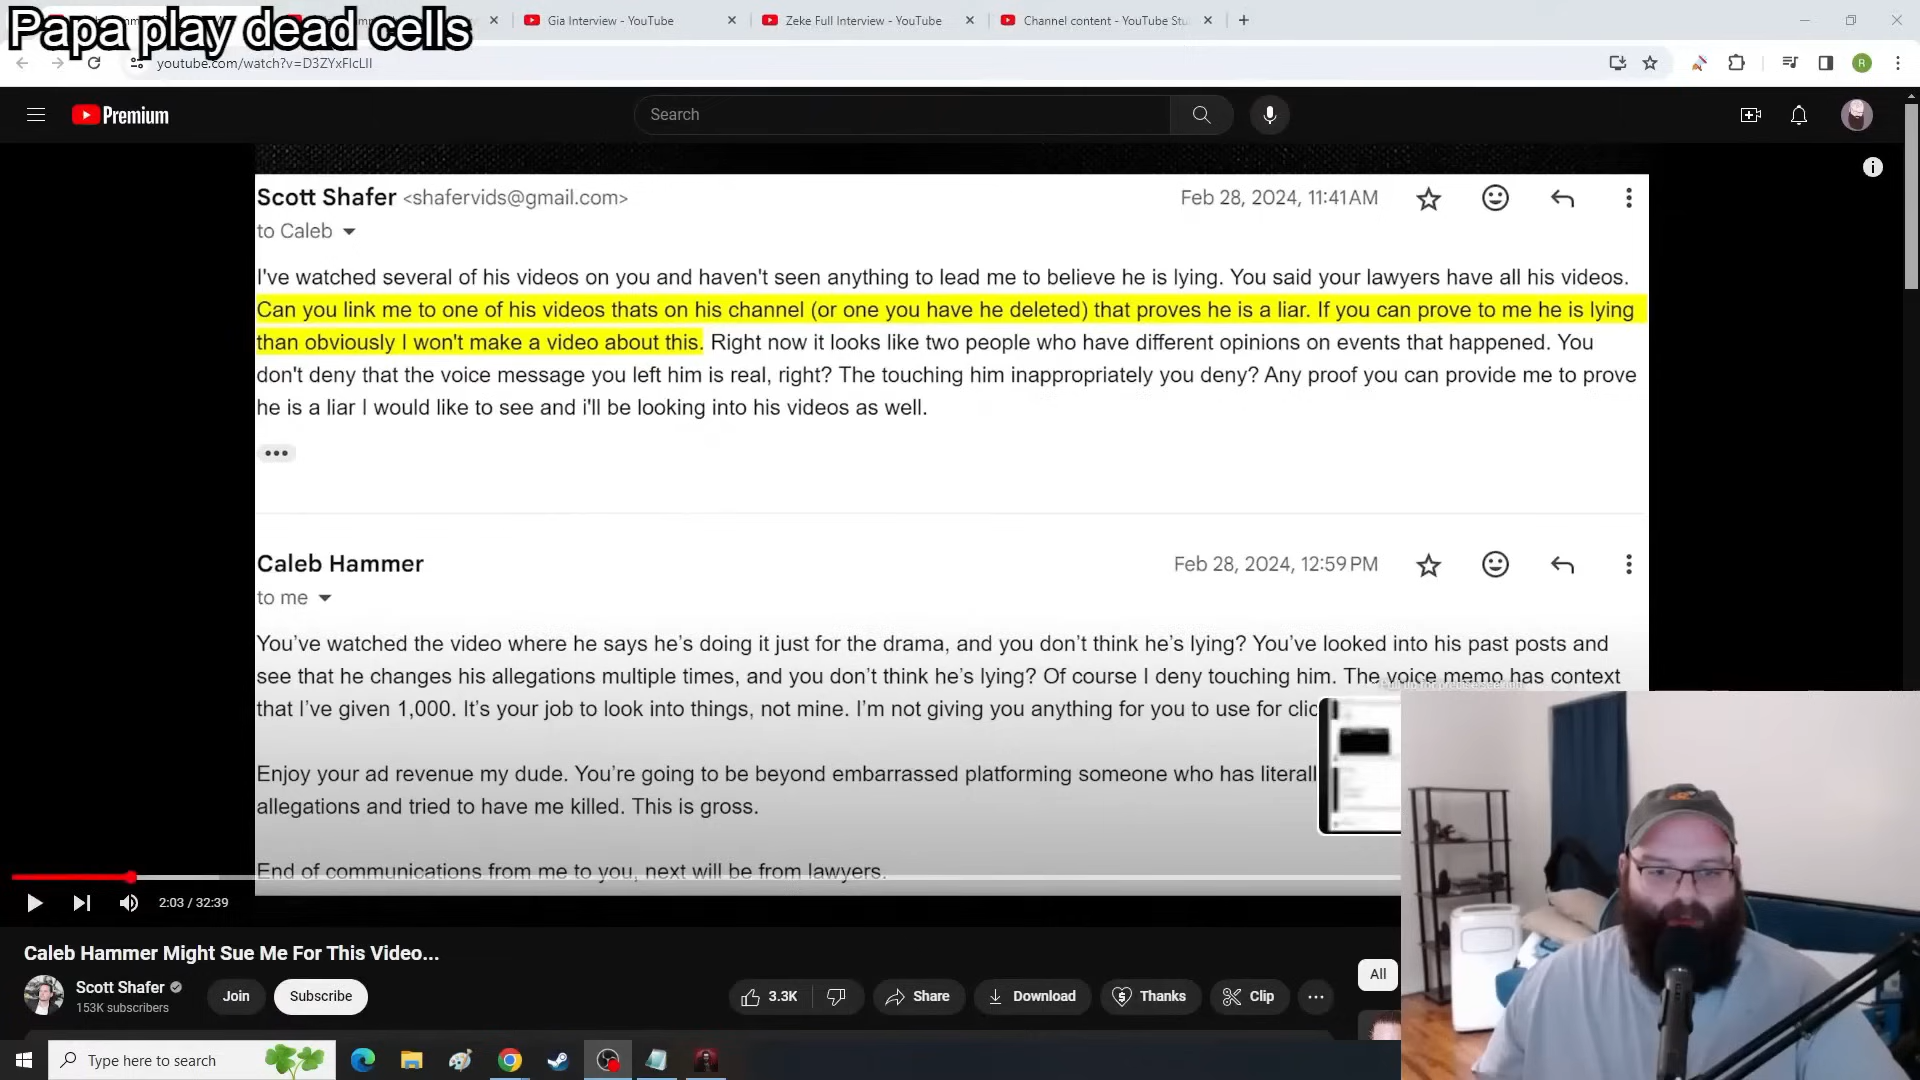 Papa play dead cells
Gia Interview - YouTube
Zeke Full Interview - YouTube
Channel content - YouTube Stu
youtube.com/watch?v=D3ZYxFlcLII
R
Premium
Search
Scott Shafer <shafervids@gmail.com>
Feb 28, 2024, 11:41 AM
to Caleb
I've watched several of his videos on you and haven't seen anything to lead me to believe he is lying. You said your lawyers have all his videos.
Can you link me to one of his videos thats on his channel (or one you have he deleted) that proves he is a liar. If you can prove to me he is lying
than obviously I won't make a video about this. Right now it looks like two people who have different opinions on events that happened. You
don't deny that the voice message you left him is real, right? The touching him inappropriately you deny? Any proof you can provide me to prove
he is a liar I would like to see and i'll be looking into his videos as well.
Caleb Hammer
Feb 28, 2024, 12:59 PM
to me
You've watched the video where he says he's doing it just for the drama, and you don't think he's lying? You've looked into his past posts and
see that he changes his allegations multiple times, and you don't think he's lying? Of course I deny touching him. The voice memo has context
that I've given 1,000. It's your job to look into things, not mine. I'm not giving you anything for you to use for clic
Enjoy your ad revenue my dude. You're going to be beyond embarrassed platforming someone who has literall
allegations and tried to have me killed. This is gross.
End of communications from me to you, next will be from lawyers.
2:03 / 32:39
Caleb Hammer Might Sue Me For This Video...
Scott Shafer
153K subscribers
Join
Subscribe
3.3K
Share
Download
Thanks
Clip
All
Type here to search